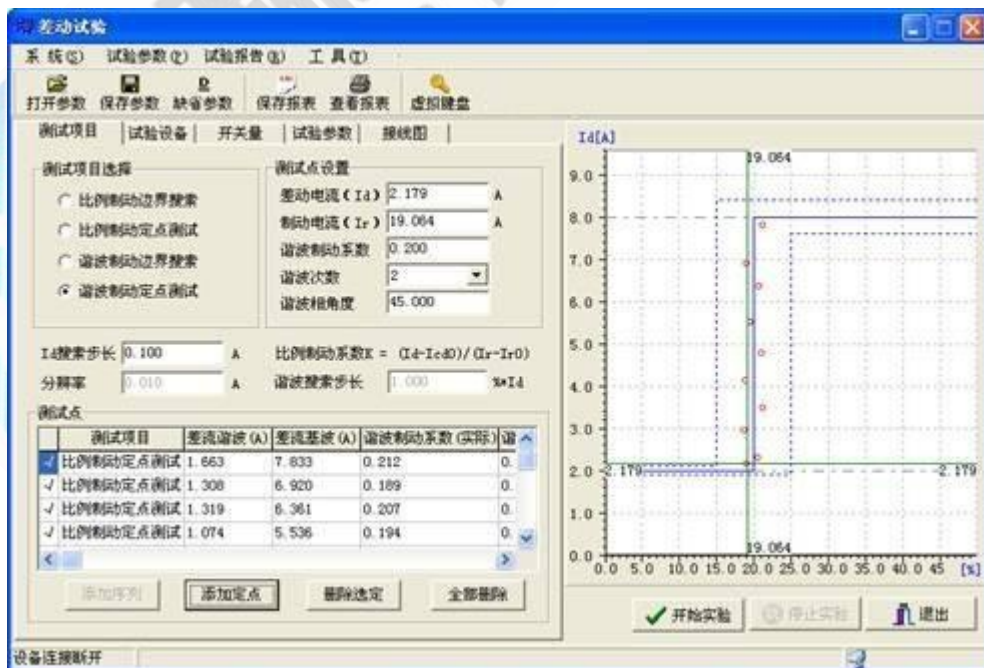 差动试验
系 统(S) 试验参数(P) 试验报告(R) 工 具(T)
打开参数 保存参数 缺省参数 保存报表 查看报表 虚拟键盘
测试项目 试验设备 开关量 试验参数 接线图
测试项目选择
比例制动边界搜索
比例制动定点测试
谐波制动边界搜索
谐波制动定点测试
测试点设置
差动电流(Id) 2.179 A
制动电流(Ir) 19.064 A
谐波制动系数 0.200
谐波次数 2
谐波相角度 45.000
Id搜索步长 0.100 A 比例制动系数K = (Id-Icd0)/(Ir-Ir0)
分辨率 0.010 A 谐波搜索步长 1.000 %*Id
测试点
测试项目 差流谐波(A) 差流基波(A) 谐波制动系数(实际) 谐
√ 比例制动定点测试 1.663 7.833 0.212 0.
√ 比例制动定点测试 1.308 6.920 0.189 0.
√ 比例制动定点测试 1.319 6.361 0.207 0.
√ 比例制动定点测试 1.074 5.536 0.194 0.
添加序列 添加定点 删除选定 全部删除
Id[A]
19.064
9.0
8.0
7.0
6.0
5.0
4.0
3.0
2.0 2.179 2.179
1.0
19.064
0.0
0.0 5.0 10.0 15.0 20.0 25.0 30.0 35.0 40.0 45 [%]
开始实验 停止实验 退出
设备连接断开